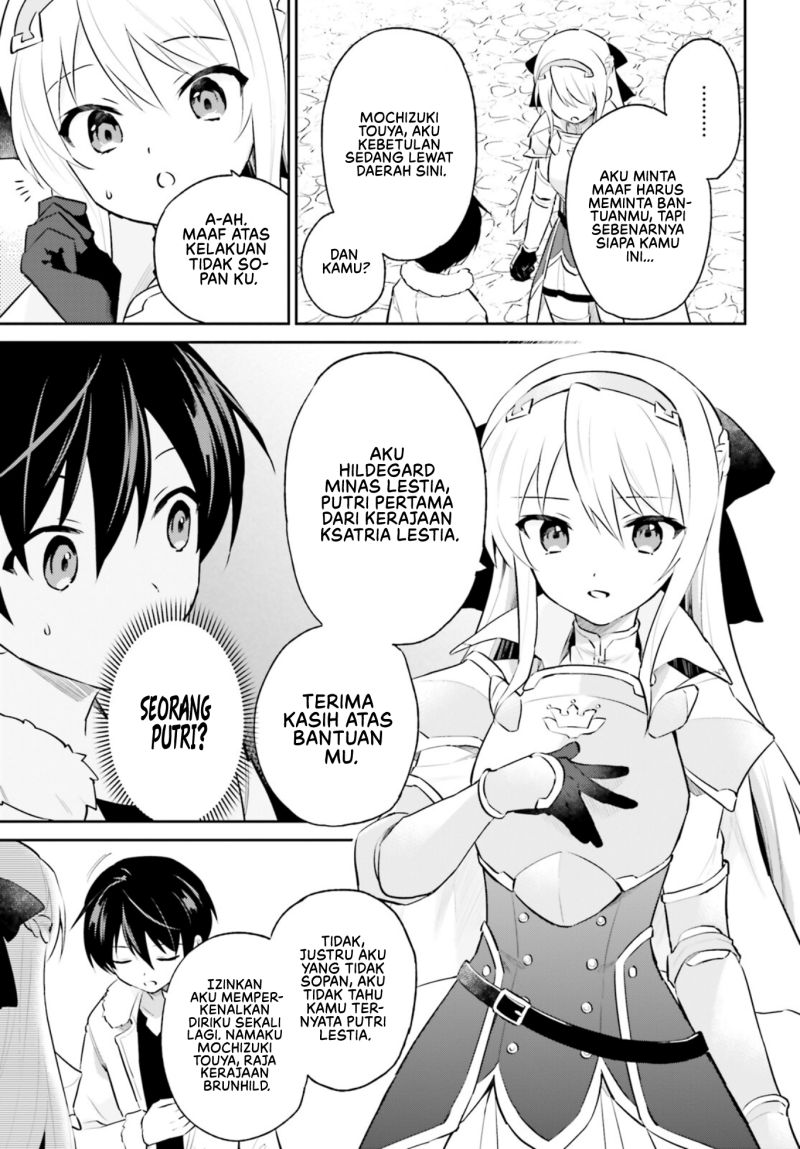 .........
AKU MINTA
MAAF HARUS
MEMINTA BAN-
TUANMU, TAPI
SEBENARNYA
SIAPA KAMU
INI...
MOCHIZUKI
TOUYA, AKU
KEBETULAN
SEDANG LEWAT
DAERAH SINI.
DAN
KAMU?
A-AH,
MAAF ATAS
KELAKUAN
TIDAK SO-
PAN KU.
AKU
HILDEGARD
MINAS LESTIA,
PUTRI PERTAMA
DARI KERAJAAN
KSATRIA LESTIA.
TERIMA
KASIH ATAS
BANTUAN
MU.
SEORANG
PUTRI?
TIDAK,
JUSTRU AKU
YANG TIDAK
SOPAN, AKU
TIDAK TAHU
KAMU TER-
NYATA PUTRI
LESTIA.
IZINKAN
AKU MEMPER-
KENALKAN
DIRIKU SEKALI
LAGI. NAMAKU
MOCHIZUKI
TOUYA, RAJA
KERAJAAN
BRUNHILD.